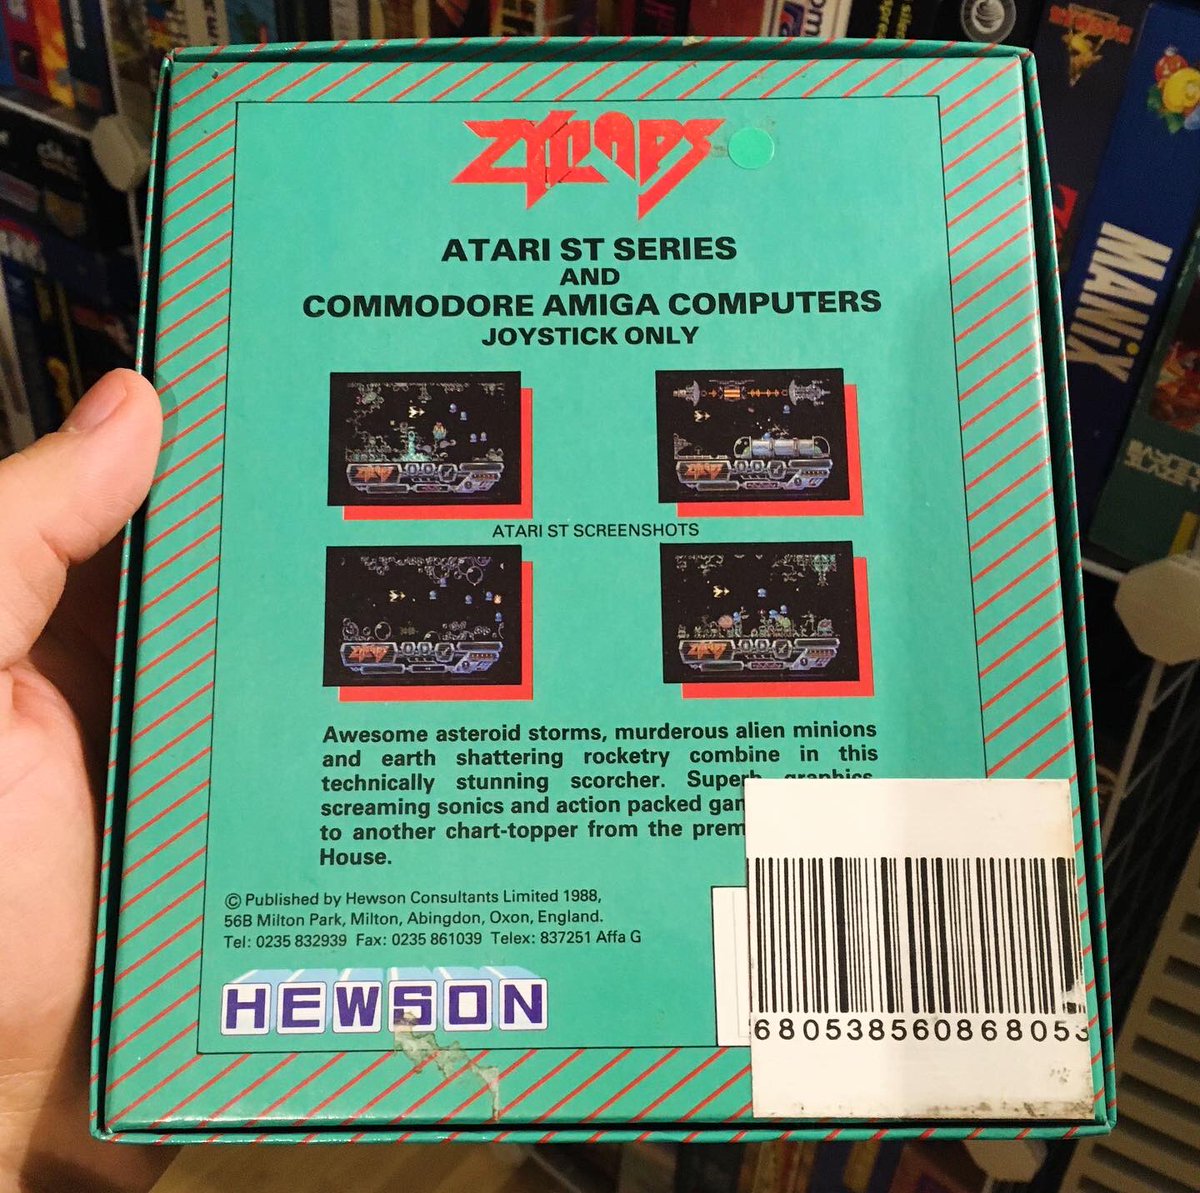 ZYNAPS
ATARI ST SERIES
AND
COMMODORE AMIGA COMPUTERS
JOYSTICK ONLY
ATARI ST SCREENSHOTS
Awesome asteroid storms, murderous alien minions
and earth shattering rocketry combine in this
technically stunning scorcher. Superb graphics,
screaming sonics and action packed
to another chart-topper from the
House.
© Published by Hewson Consultants Limited 1988,
56B Milton Park, Milton, Abingdon, Oxon, England.
Tel: 0235 832939 Fax: 0235 861039 Telex: 837251 Affa G
HEWSON
680538560868053
MANiX